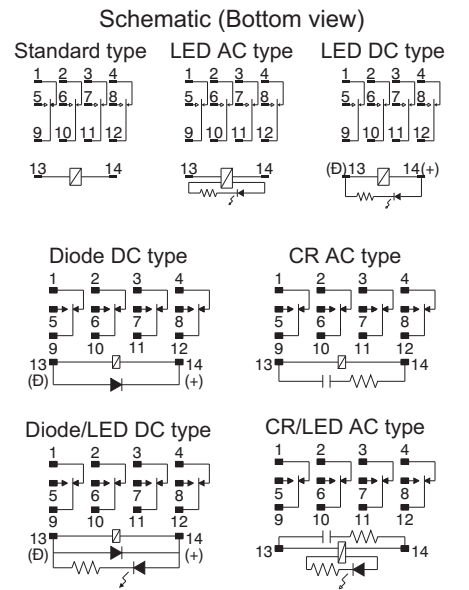 Schematic (Bottom view)
Standard type LED AC type LED DC type
1 2 3 4 1 2 3 4 1 2 3 4
5 6 7 8 5 6 7 8 5 6 7 8
9 10 11 12 9 10 11 12 9 10 11 12
13 14 13 14 (Ð)13 14(+)
Diode DC type CR AC type
1 2 3 4 1 2 3 4
5 6 7 8 5 6 7 8
9 10 11 12 9 10 11 12
13 14 13 14
(Ð) (+)
Diode/LED DC type CR/LED AC type
1 2 3 4 1 2 3 4
5 6 7 8 5 6 7 8
9 10 11 12 9 10 11 12
13 14 13 14
(Ð) (+)